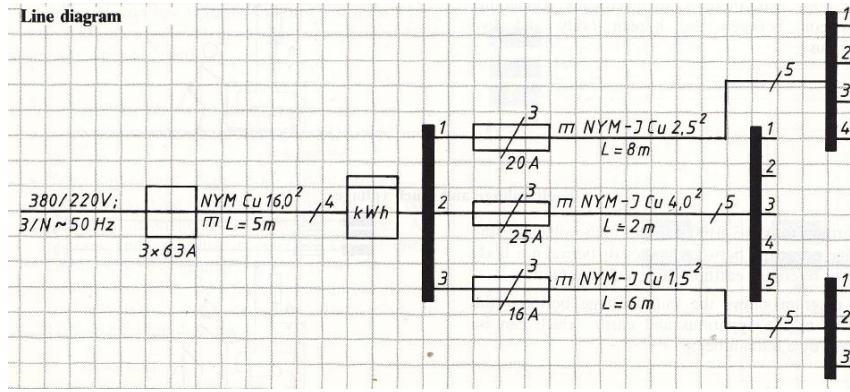 Line diagram
380/220V;
3/N~50 Hz
3x63A
NYM Cu 16,0²
m L=5m
4
kWh
1
2
3
3
20A
m NYM-J Cu 2,5²
L=8m
5
1
2
3
4
3
25A
m NYM-J Cu 4,0²
L=2m
5
1
2
3
4
5
3
16A
m NYM-J Cu 1,5²
L=6m
5
1
2
3